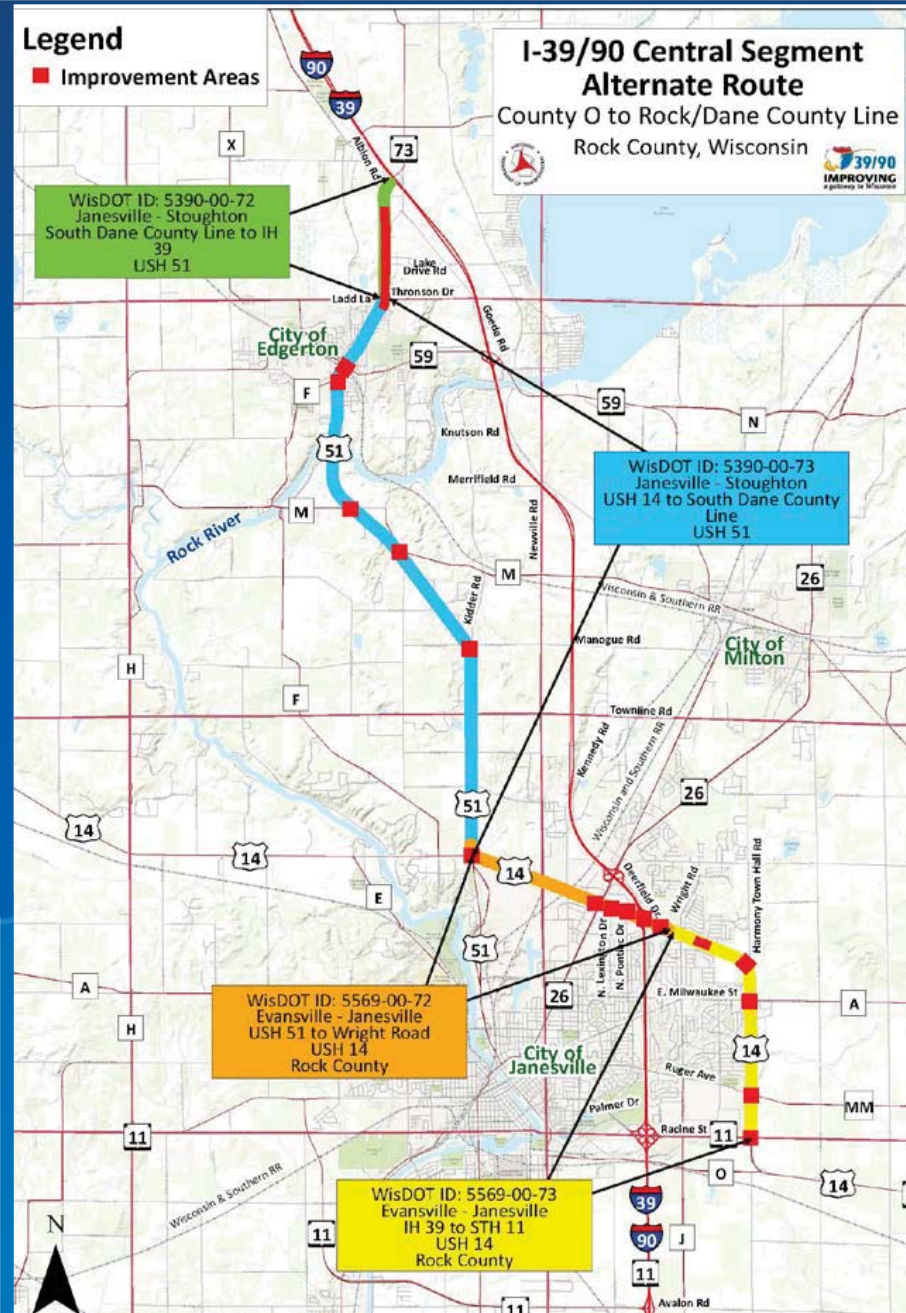 Legend
Improvement Areas
I-39/90 Central Segment
Alternate Route
County O to Rock/Dane County Line
Rock County, Wisconsin
39/90
IMPROVING
a gateway to Wisconsin
90
39
Albion Rd
73
X
WisDOT ID: 5390-00-72
Janesville - Stoughton
South Dane County Line to IH
39
USH 51
Lake
Drive Rd
Ladd La
Thronson Dr
Goede Rd
City of
Edgerton
59
F
59
N
51
Knutson Rd
Merrifield Rd
WisDOT ID: 5390-00-73
Janesville - Stoughton
USH 14 to South Dane County
Line
USH 51
M
Rock River
Newville Rd
M
26
Kidder Rd
Wisconsin & Southern RR
Manogue Rd
City of
Milton
H
F
Townline Rd
Kennedy Rd
Wisconsin and Southern RR
26
51
14
14
14
Deerfield Dr
Wright Rd
Harmony Town Hall Rd
E
51
N. Lexington Dr
N. Pontiac Dr
A
26
E. Milwaukee St
A
WisDOT ID: 5569-00-72
Evansville - Janesville
USH 51 to Wright Road
USH 14
Rock County
H
City of
Janesville
14
Ruger Ave
Palmer Dr
MM
11
Racine St
11
O
14
Wisconsin & Southern RR
WisDOT ID: 5569-00-73
Evansville - Janesville
IH 39 to STH 11
USH 14
Rock County
N
11
39
90
J
11
11
Avalon Rd